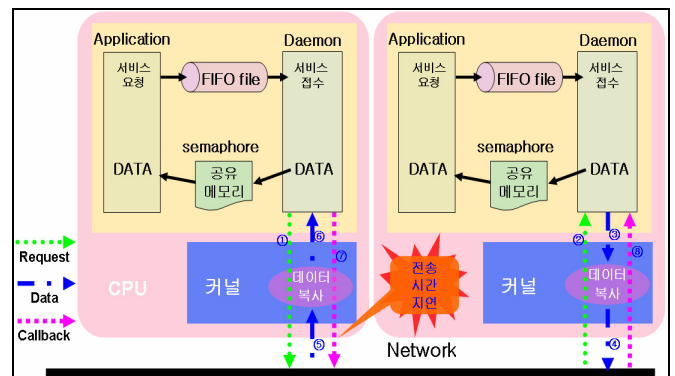 Application
Daemon
서비스
요청
FIFO file
서비스
접수
semaphore
DATA
공유
메모리
DATA
Application
Daemon
서비스
요청
FIFO file
서비스
접수
semaphore
DATA
공유
메모리
DATA
①
⑥
⑦
②
③
⑧
Request
Data
Callback
CPU
커널
데이터
복사
⑤
전송
시간
지연
Network
커널
데이터
복사
④